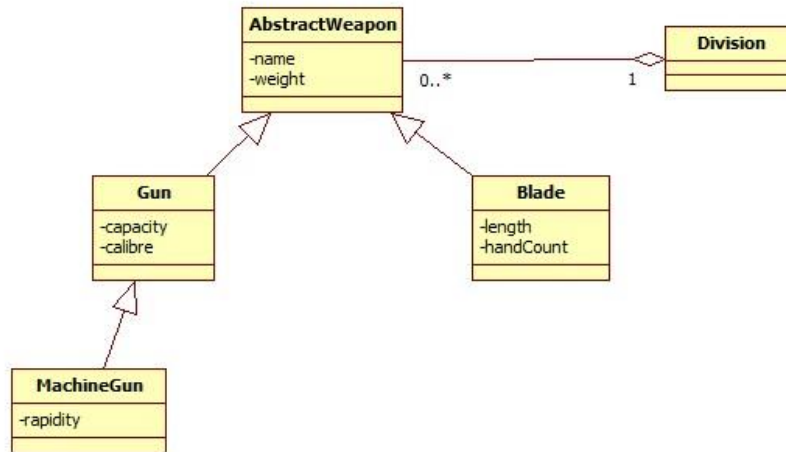 AbstractWeapon
-name
-weight
Division
0..*
1
Gun
-capacity
-calibre
Blade
-length
-handCount
MachineGun
-rapidity